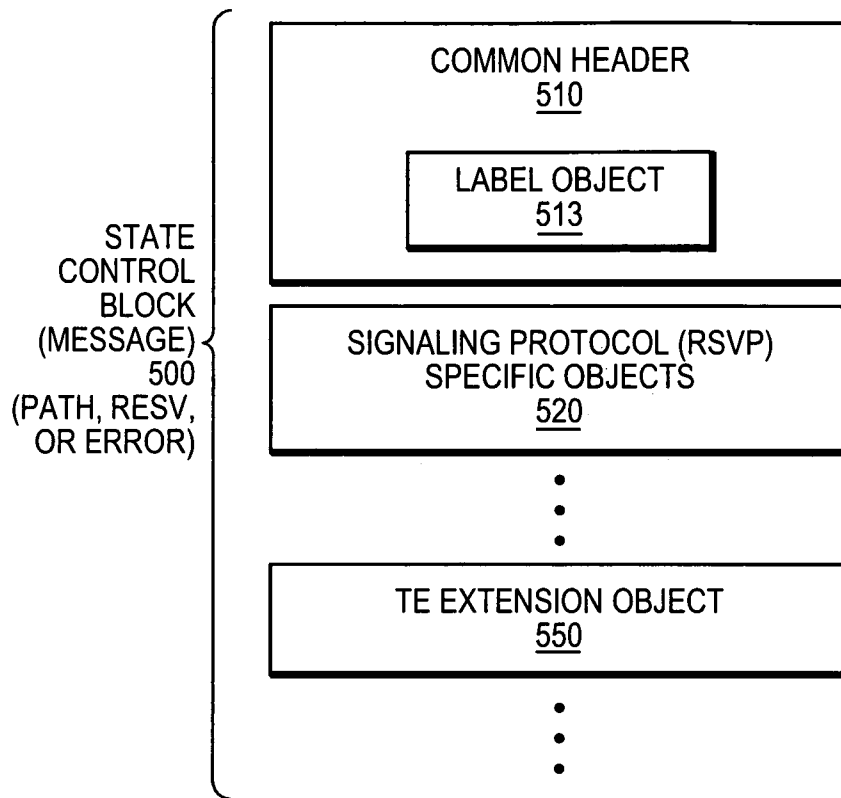 COMMON HEADER
510
LABEL OBJECT
513
STATE
CONTROL
BLOCK
(MESSAGE)
500
(PATH, RESV,
OR ERROR)
SIGNALING PROTOCOL (RSVP)
SPECIFIC OBJECTS
520
TE EXTENSION OBJECT
550